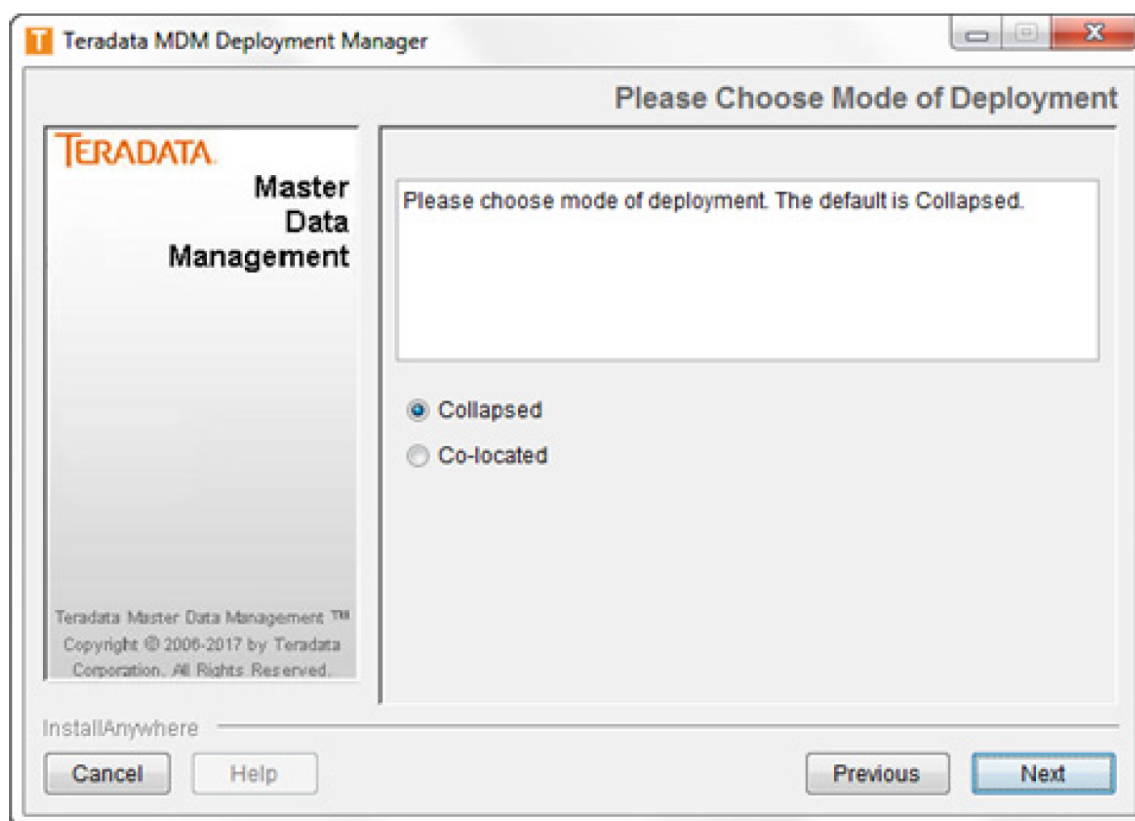 T Teradata MDM Deployment Manager
Please Choose Mode of Deployment
TERADATA.
Master
Data
Management
Please choose mode of deployment. The default is Collapsed.
Collapsed
Co-located
Teradata Master Data Management ™
Copyright © 2006-2017 by Teradata
Corporation. All Rights Reserved.
InstallAnywhere
Cancel
Help
Previous
Next